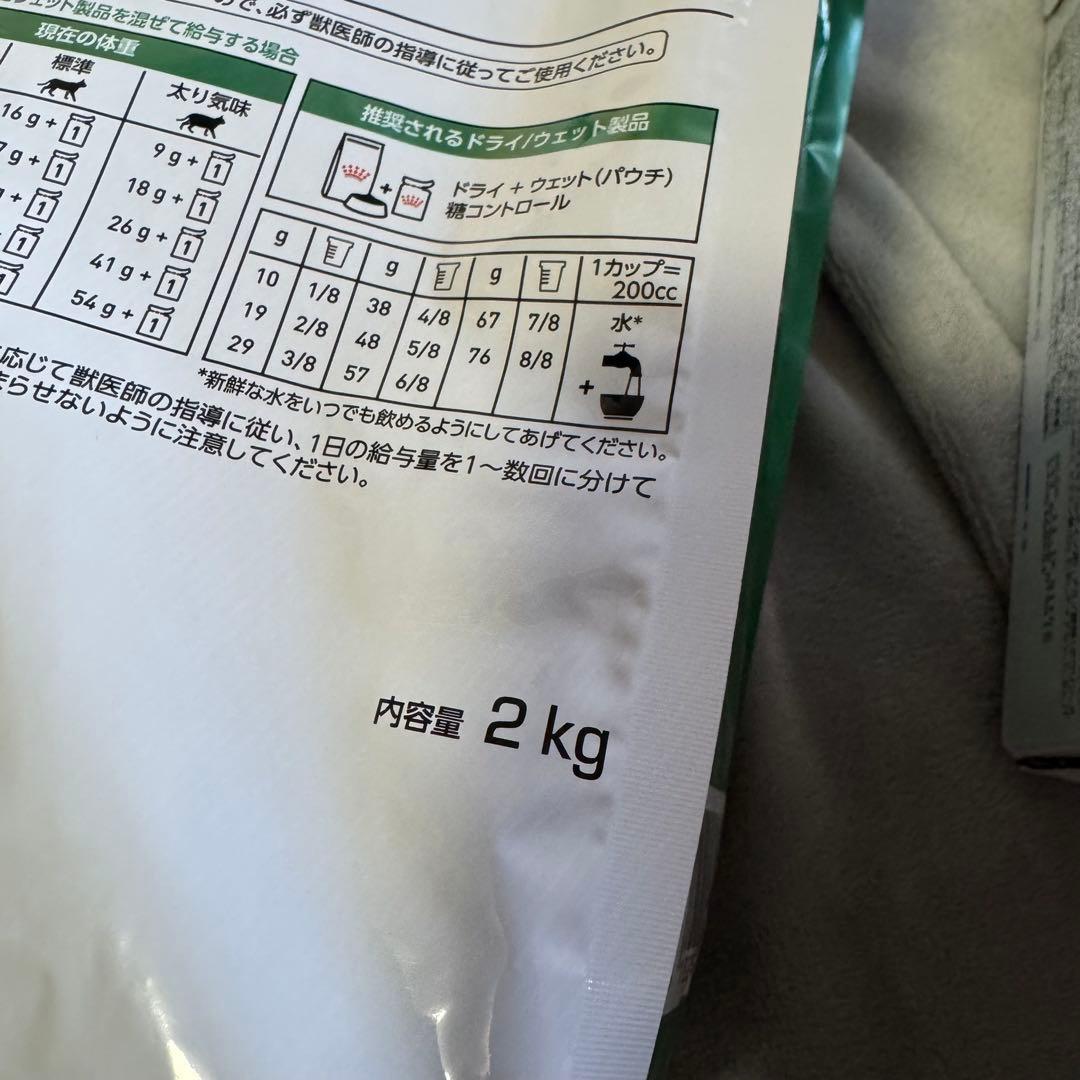 で、必ず獣医師の指導に従ってご使用ください。
ウェット製品を混ぜて給与する場合
現在の体重
標準
太り気味
16 g + 1
9 g + 1
7 g + 1
18 g + 1
g + 1
26 g + 1
1
41 g + 1
1
54 g + 1
推奨されるドライ/ウェット製品
ドライ + ウェット(パウチ)
+
糖コントロール
g g g 1カップ=200cc
10 1/8 38 4/8 67 7/8 水*
19 2/8 48 5/8 76 8/8
29 3/8 57 6/8 +
*新鮮な水をいつでも飲めるようにしてあげてください。
応じて獣医師の指導に従い、1日の給与量を1〜数回に分けて
らせないように注意してください。
内容量 2 kg